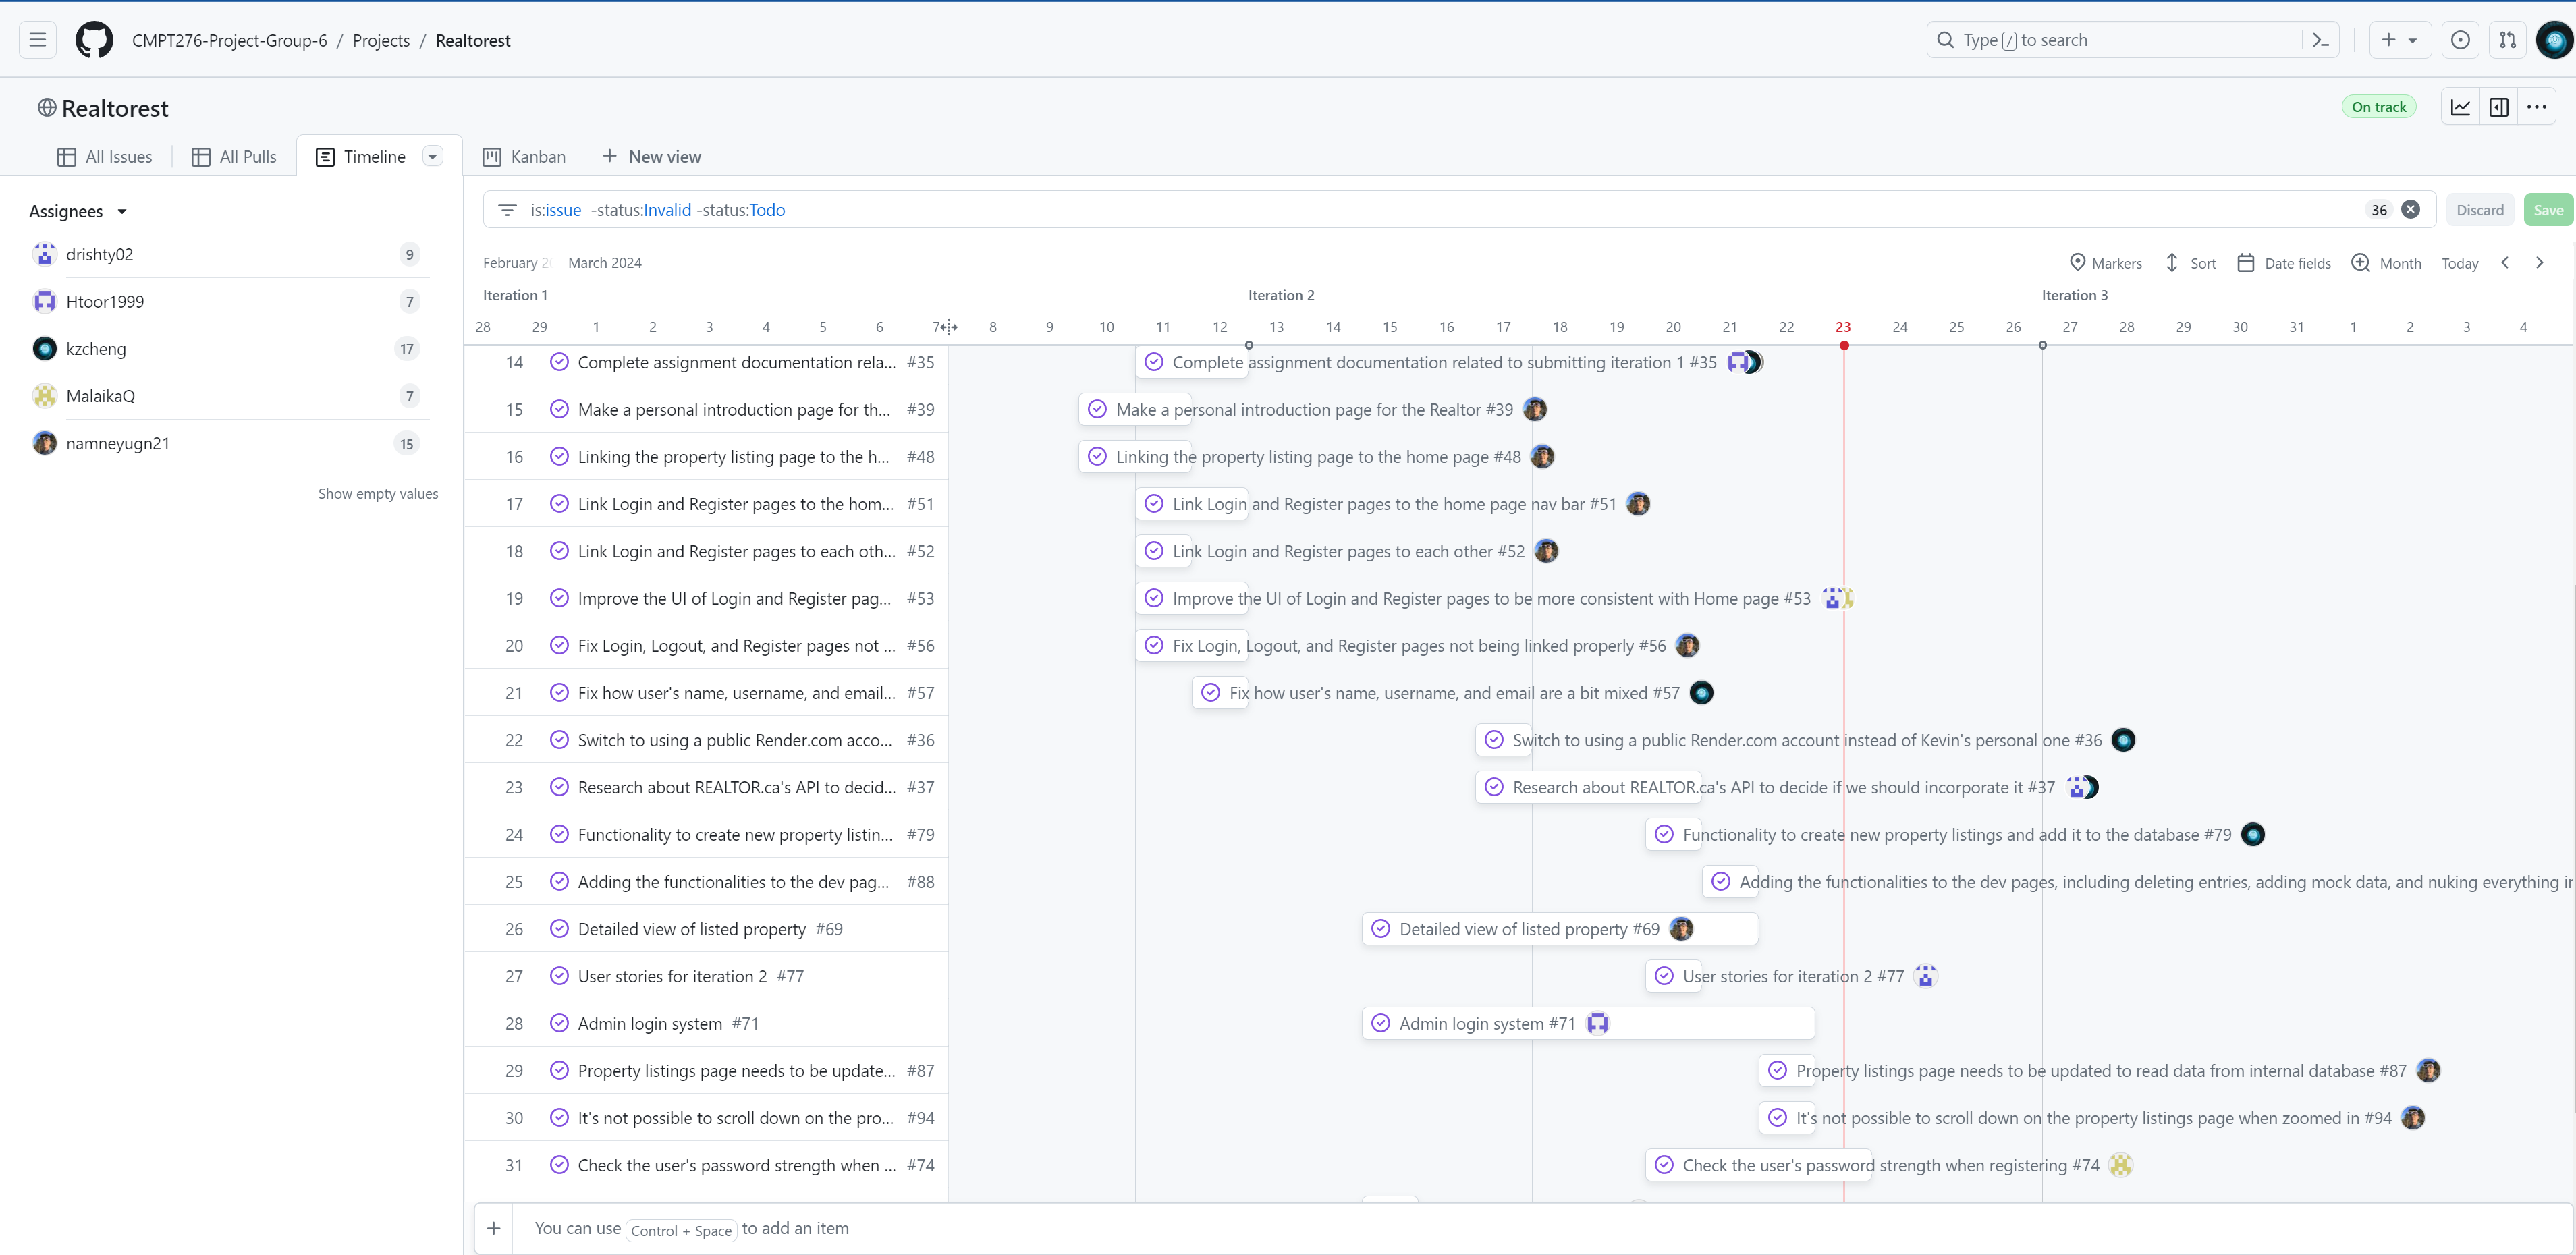 CMPT276-Project-Group-6 / Projects / Realtorest
Type / to search
Realtorest
On track
All Issues
All Pulls
Timeline
Kanban
New view
Assignees
drishty02 9
Htoor1999 7
kzcheng 17
MalaikaQ 7
namneyugn21 15
Show empty values
is:issue -status:Invalid -status:Todo
36
Discard
Save
February 2
March 2024
Markers
Sort
Date fields
Month
Today
Iteration 1
Iteration 2
Iteration 3
28 29 1 2 3 4 5 6 7 8 9 10 11 12 13 14 15 16 17 18 19 20 21 22 23 24 25 26 27 28 29 30 31 1 2 3 4
14 Complete assignment documentation rela... #35 Complete assignment documentation related to submitting iteration 1 #35
15 Make a personal introduction page for th... #39 Make a personal introduction page for the Realtor #39
16 Linking the property listing page to the h... #48 Linking the property listing page to the home page #48
17 Link Login and Register pages to the hom... #51 Link Login and Register pages to the home page nav bar #51
18 Link Login and Register pages to each oth... #52 Link Login and Register pages to each other #52
19 Improve the UI of Login and Register pag... #53 Improve the UI of Login and Register pages to be more consistent with Home page #53
20 Fix Login, Logout, and Register pages not ... #56 Fix Login, Logout, and Register pages not being linked properly #56
21 Fix how user's name, username, and email... #57 Fix how user's name, username, and email are a bit mixed #57
22 Switch to using a public Render.com acco... #36 Switch to using a public Render.com account instead of Kevin's personal one #36
23 Research about REALTOR.ca's API to decid... #37 Research about REALTOR.ca's API to decide if we should incorporate it #37
24 Functionality to create new property listin... #79 Functionality to create new property listings and add it to the database #79
25 Adding the functionalities to the dev pag... #88 Adding the functionalities to the dev pages, including deleting entries, adding mock data, and nuking everything
26 Detailed view of listed property #69 Detailed view of listed property #69
27 User stories for iteration 2 #77 User stories for iteration 2 #77
28 Admin login system #71 Admin login system #71
29 Property listings page needs to be update... #87 Property listings page needs to be updated to read data from internal database #87
30 It's not possible to scroll down on the pro... #94 It's not possible to scroll down on the property listings page when zoomed in #94
31 Check the user's password strength when ... #74 Check the user's password strength when registering #74
You can use Control + Space to add an item